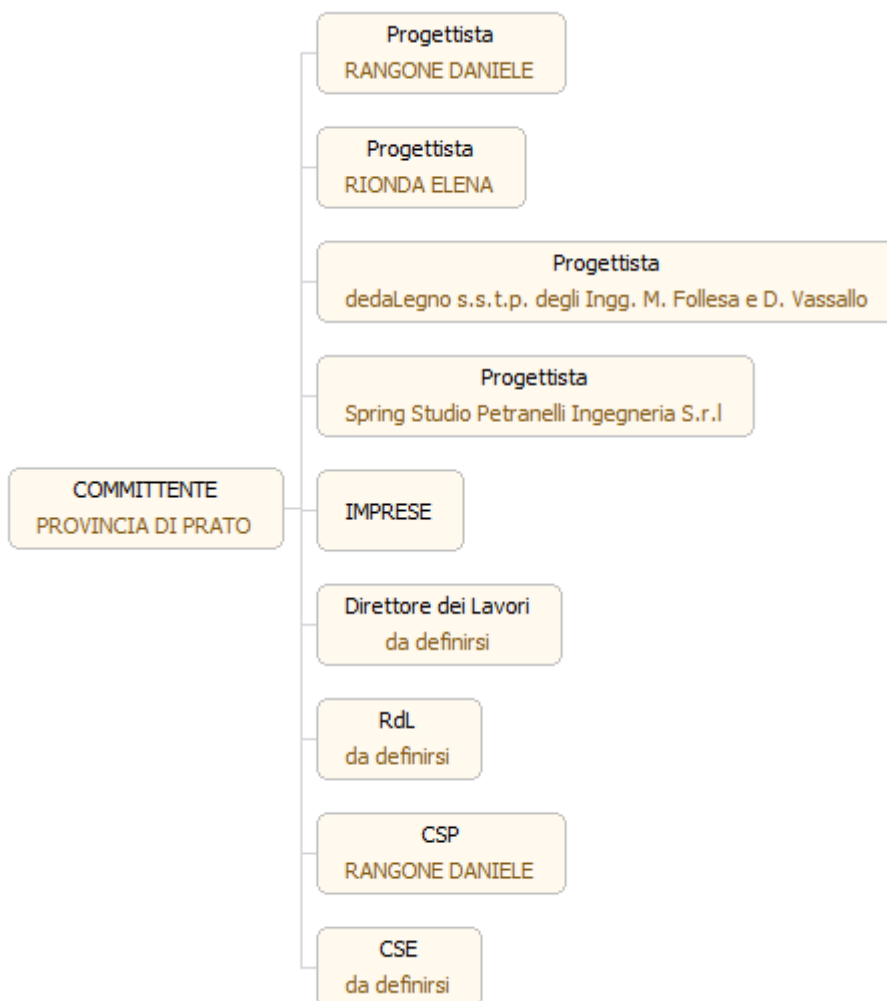 Progettista
RANGONE DANIELE
Progettista
RIONDA ELENA
Progettista
dedaLegno s.s.t.p. degli Ingg. M. Follesa e D. Vassallo
Progettista
Spring Studio Petranelli Ingegneria S.r.l
COMMITTENTE
PROVINCIA DI PRATO
IMPRESE
Direttore dei Lavori
da definirsi
RdL
da definirsi
CSP
RANGONE DANIELE
CSE
da definirsi